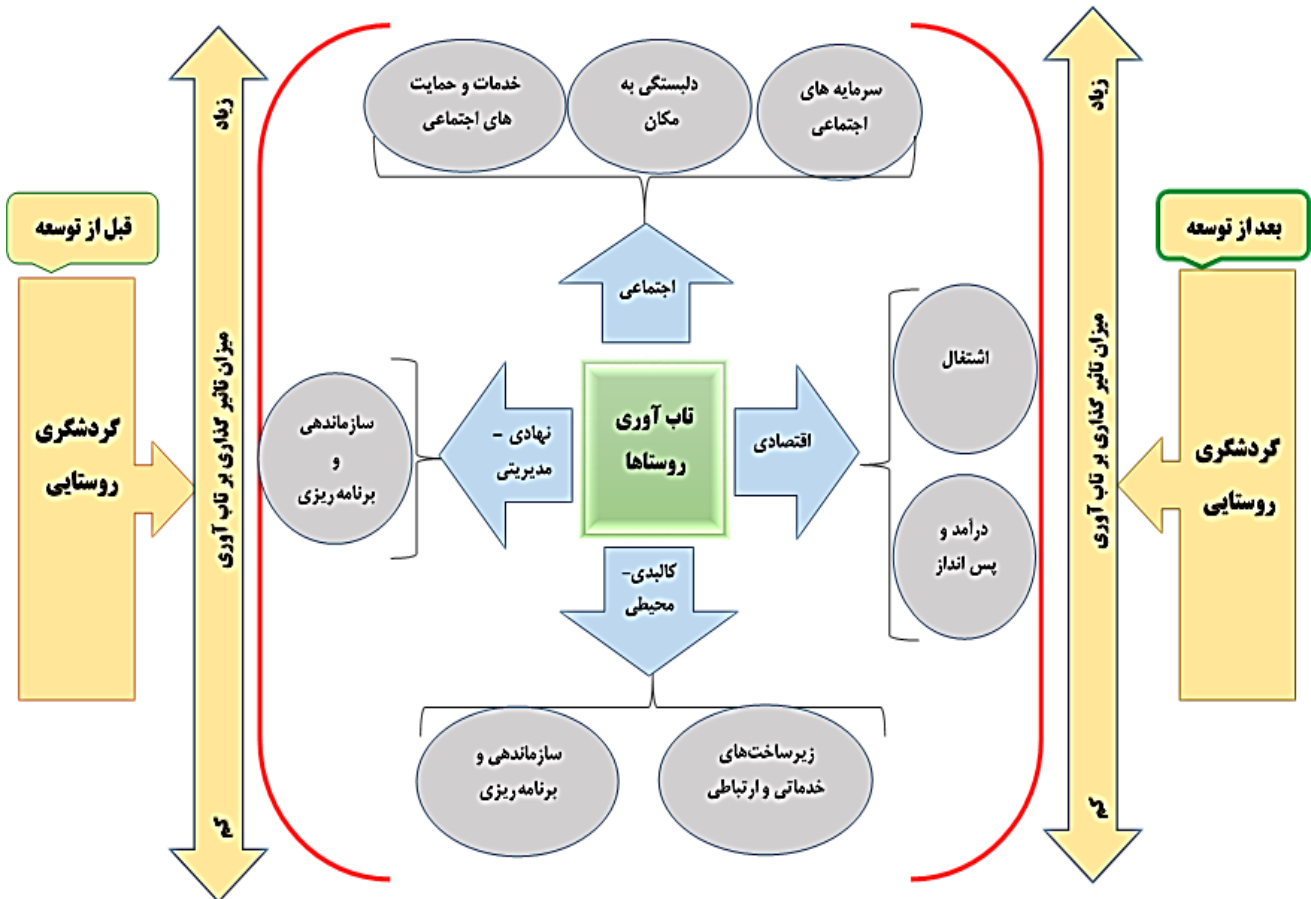 خدمات و حمایت
های اجتماعی
دلبستگی به
مکان
سرمایه های
اجتماعی
زیاد
زیاد
قبل از توسعه
بعد از توسعه
گردشگری
روستایی
گردشگری
روستایی
میزان تاثیر گذاری بر تاب آوری
میزان تاثیر گذاری بر تاب آوری
اجتماعی
تاب آوری
روستاها
اقتصادی
اشتغال
درآمد و
پس انداز
نهادی -
مدیریتی
سازماندهی
و
برنامه ریزی
کالبدی-
محیطی
زیرساخت‌های
خدماتی و ارتباطی
سازماندهی و
برنامه ریزی
کم
کم